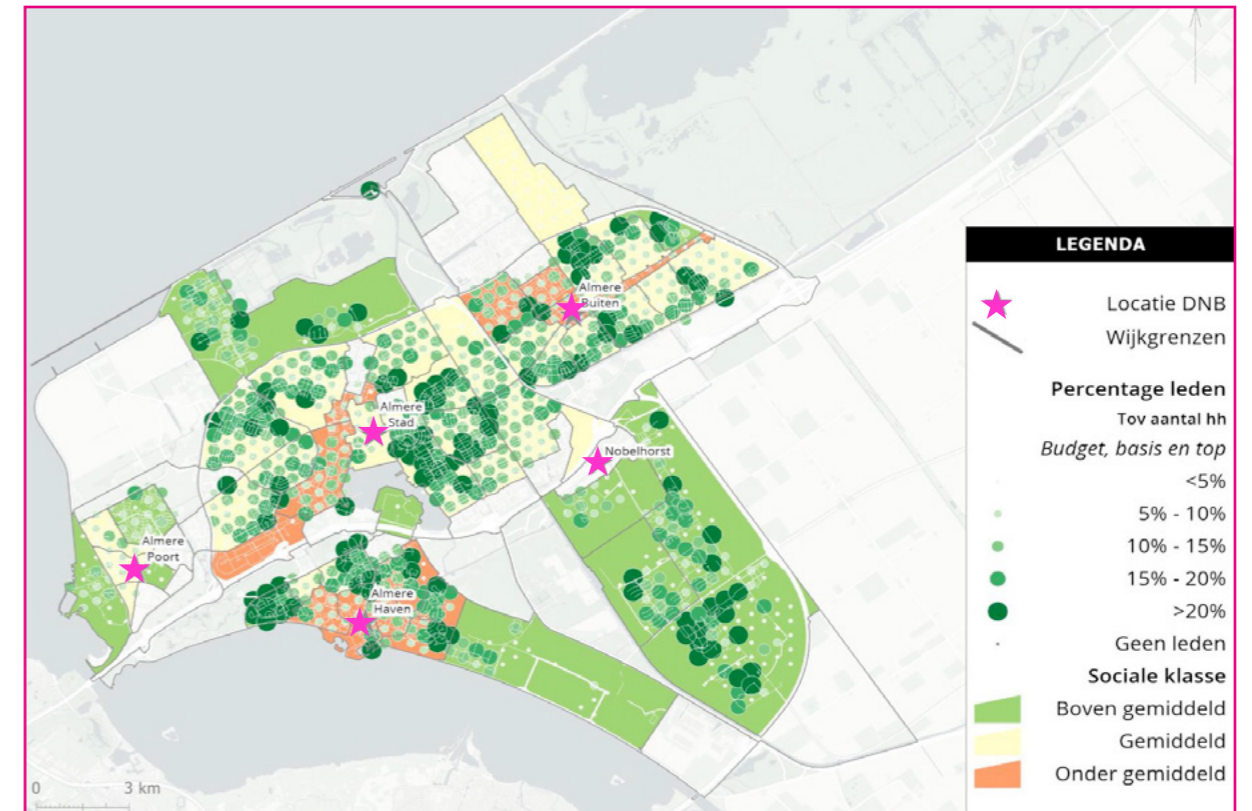 Almere
Buiten
Almere
Stad
Nobelhorst
Almere
Poort
Almere
Haven
0 3 km
LEGENDA
Locatie DNB
Wijkgrenzen
Percentage leden
Tov aantal hh
Budget, basis en top
<5%
5% - 10%
10% - 15%
15% - 20%
>20%
Geen leden
Sociale klasse
Boven gemiddeld
Gemiddeld
Onder gemiddeld